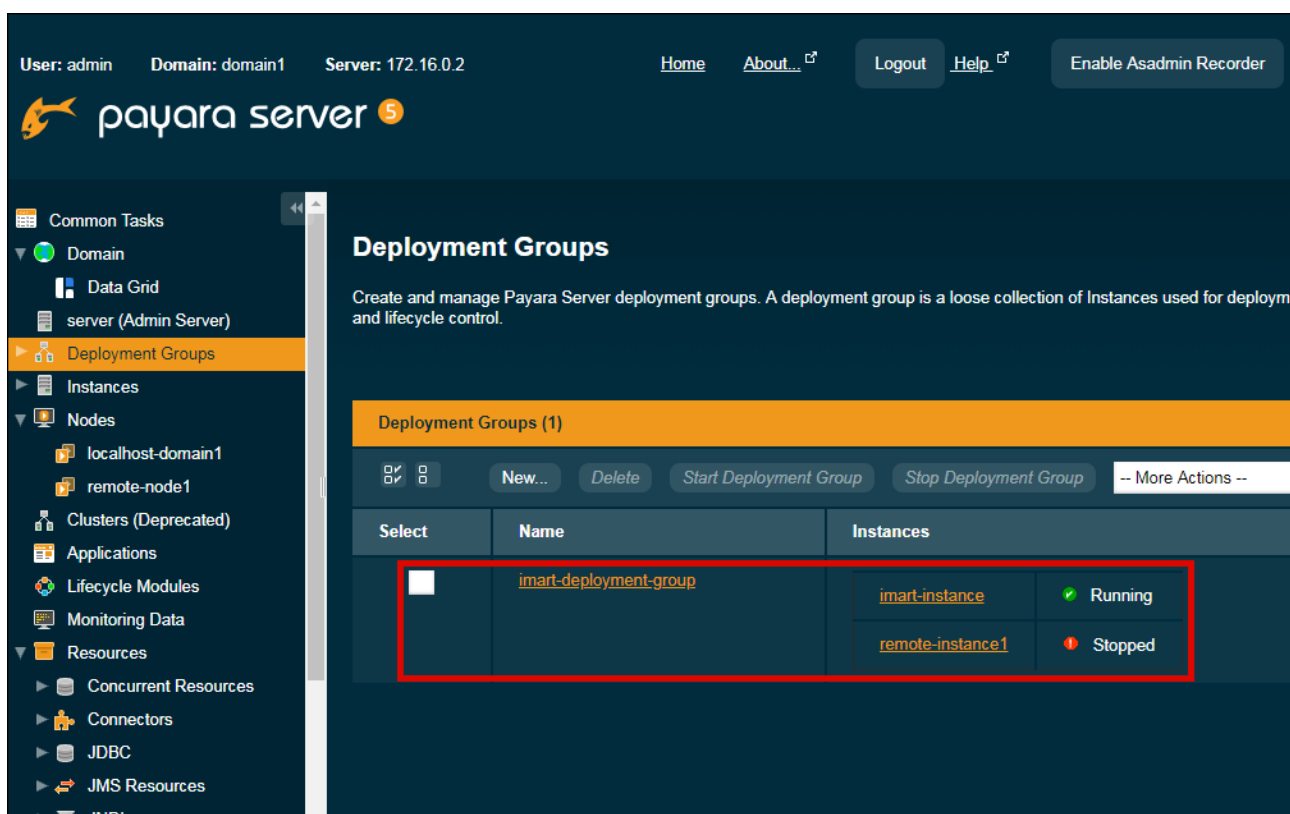 User: admin Domain: domain1 Server: 172.16.0.2 Home About... Logout Help Enable Asadmin Recorder
payara server 5
Common Tasks
Domain
Data Grid
server (Admin Server)
Deployment Groups
Instances
Nodes
localhost-domain1
remote-node1
Clusters (Deprecated)
Applications
Lifecycle Modules
Monitoring Data
Resources
Concurrent Resources
Connectors
JDBC
JMS Resources
Deployment Groups
Create and manage Payara Server deployment groups. A deployment group is a loose collection of Instances used for deploym
and lifecycle control.
Deployment Groups (1)
New... Delete Start Deployment Group Stop Deployment Group -- More Actions --
Select Name Instances
imart-deployment-group imart-instance Running
remote-instance1 Stopped